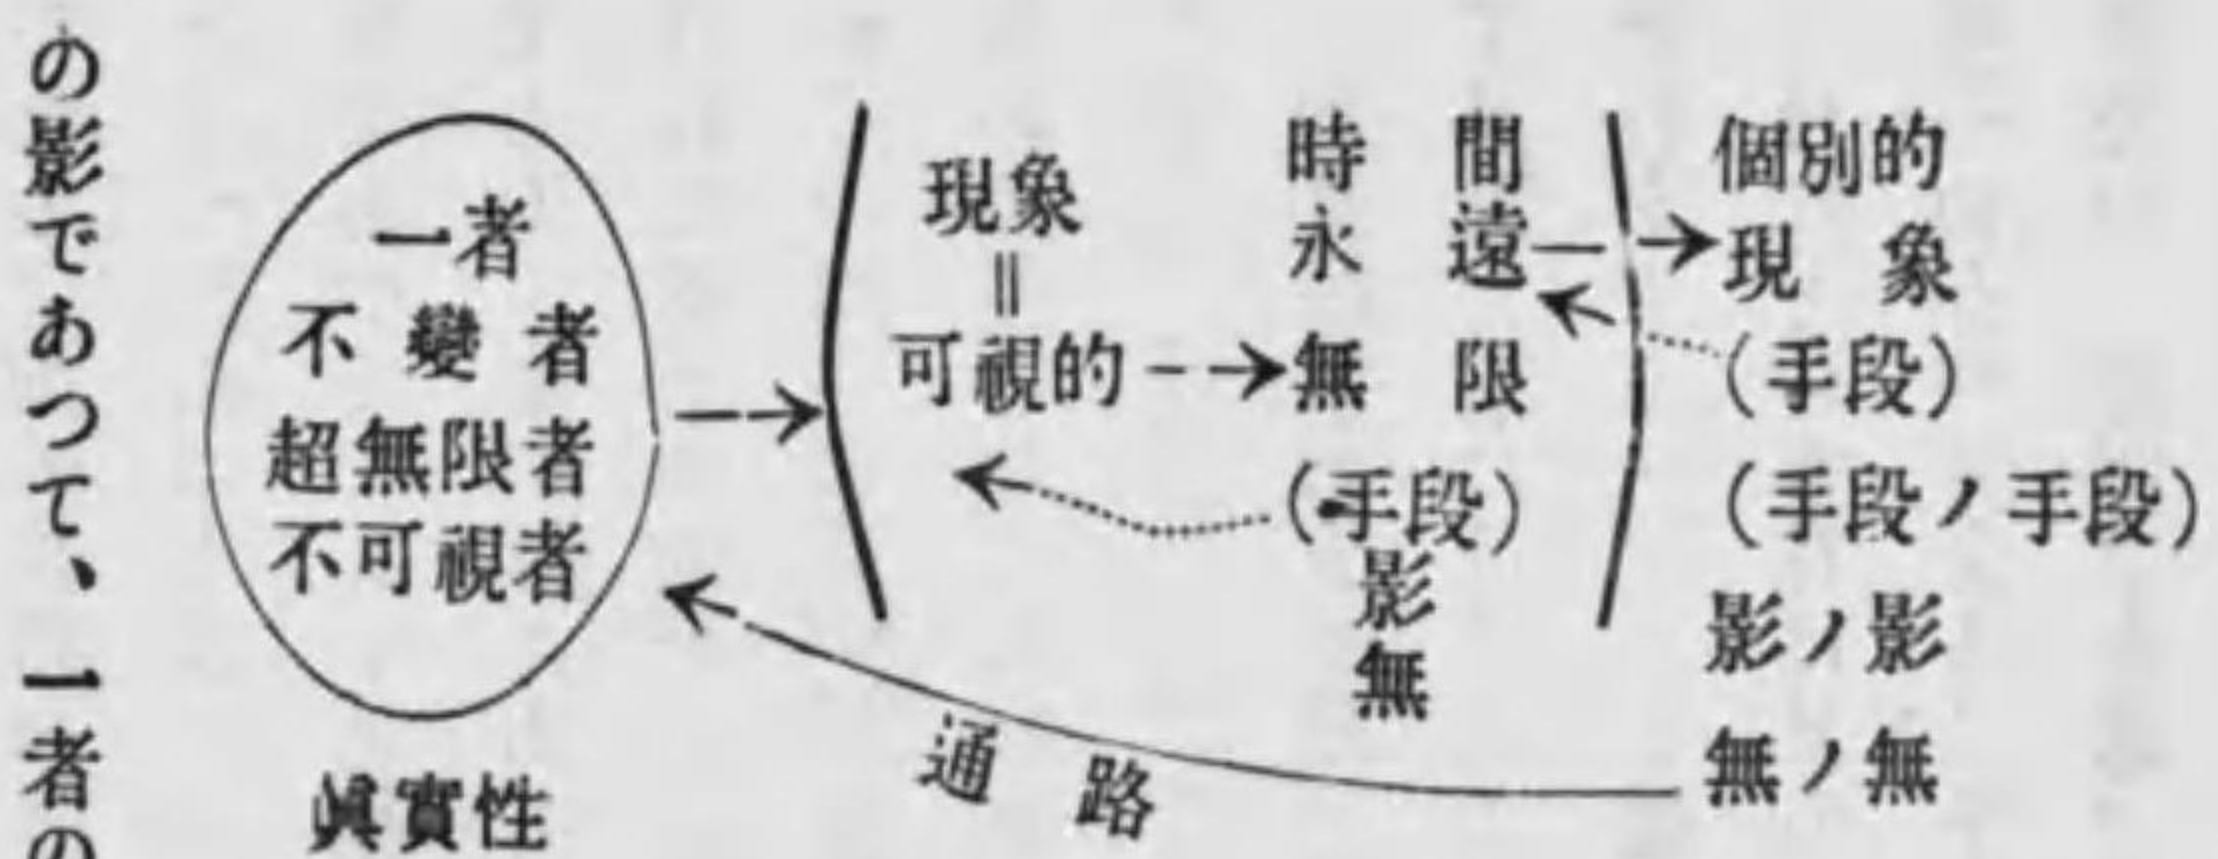 の影であつて、一者の
一者
不變者
超無限者
不可視者
眞實性
現象
＝
可視的
時間
永遠
無限
(手段)
影
無
個別的
現象
(手段)
(手段ノ手段)
影ノ影
無ノ無
通路